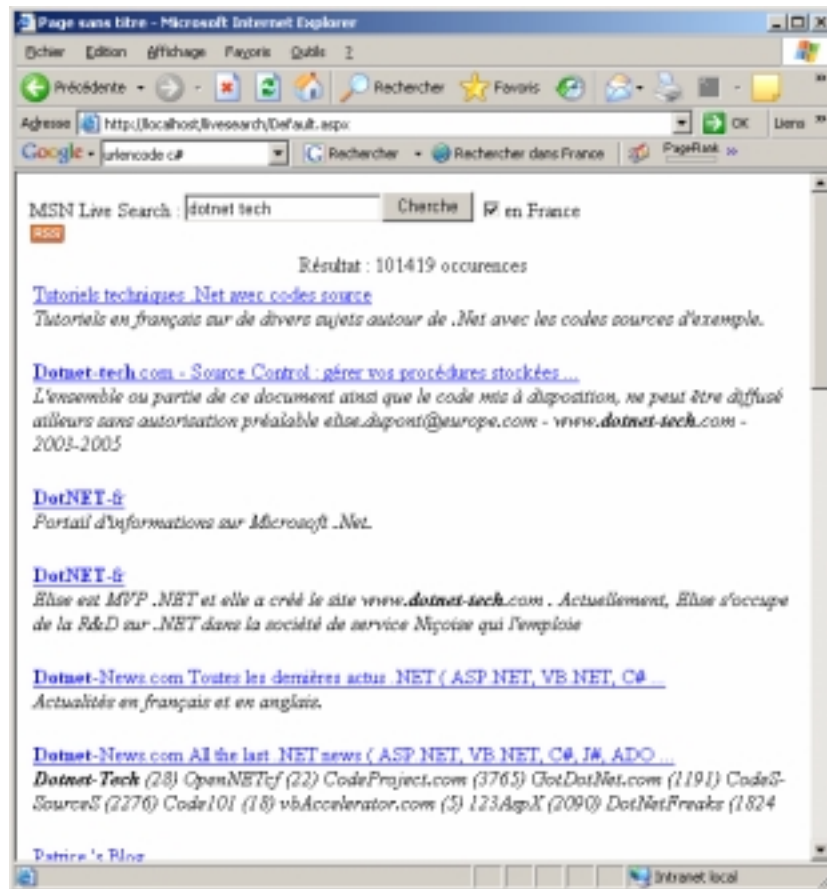 Page sans titre - Microsoft Internet Explorer
Fichier Edition Affichage Favoris Outils ?
Précédente Rechercher Favoris
Adresse http://localhost/livesearch/Default.aspx OK Liens »
Google urlencode c# Rechercher Rechercher dans France PageRank »
MSN Live Search : dotnet tech Cherche en France
RSS
Résultat : 101419 occurences
Tutoriels techniques .Net avec codes source
Tutoriels en français sur de divers sujets autour de .Net avec les codes sources d'exemple.
Dotnet-tech.com - Source Control : gérer vos procédures stockées ...
L'ensemble ou partie de ce document ainsi que le code mis à disposition, ne peut être diffusé
ailleurs sans autorisation préalable elise.dupont@europe.com - www.dotnet-tech.com -
2003-2005
DotNET-fr
Portail d'informations sur Microsoft .Net.
DotNET-fr
Elise est MVP .NET et elle a créé le site www.dotnet-tech.com . Actuellement, Elise s'occupe
de la R&D sur .NET dans la société de service Niçoise qui l'emploie
Dotnet-News.com Toutes les dernières actus .NET ( ASP.NET, VB.NET, C# ...
Actualités en français et en anglais.
Dotnet-News.com All the last .NET news ( ASP.NET, VB.NET, C#, J#, ADO ...
Dotnet-Tech (28) OpenNETcf (22) CodeProject.com (3765) GotDotNet.com (1191) CodeS-
SourceS (2276) Code101 (18) vbAccelerator.com (5) 123AspX (2090) DotNetFreaks (1824
Patrice 's Blog
Intranet local